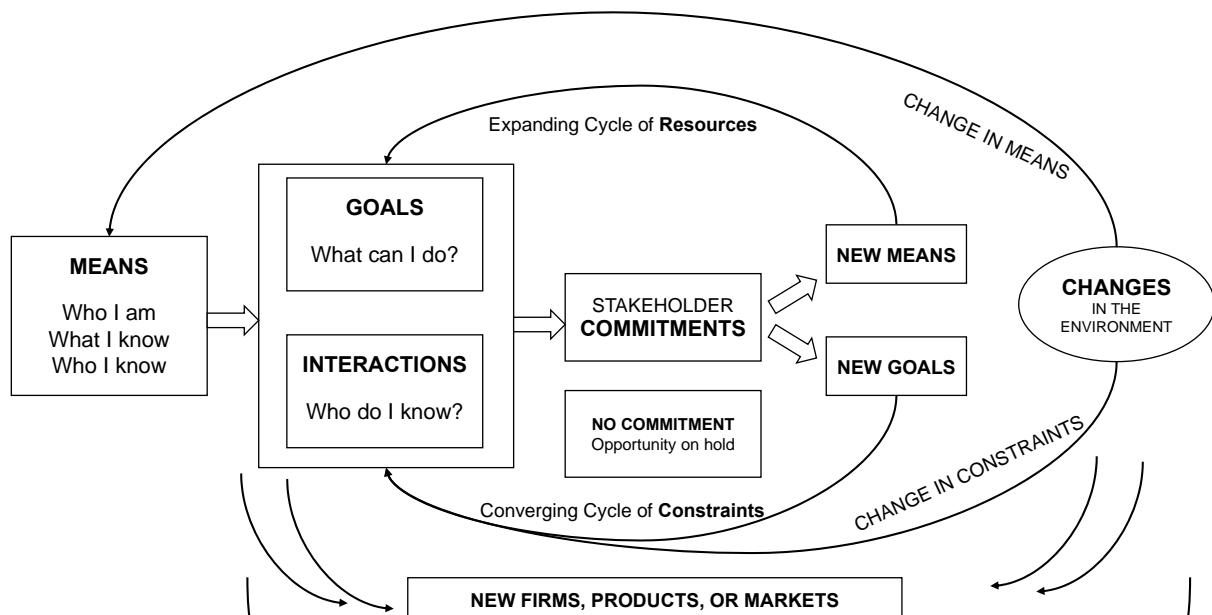 CHANGE IN MEANS
Expanding Cycle of Resources
MEANS
Who I am
What I know
Who I know
GOALS
What can I do?
INTERACTIONS
Who do I know?
STAKEHOLDER
COMMITMENTS
NO COMMITMENT
Opportunity on hold
NEW MEANS
NEW GOALS
CHANGES
IN THE
ENVIRONMENT
Converging Cycle of Constraints
CHANGE IN CONSTRAINTS
NEW FIRMS, PRODUCTS, OR MARKETS